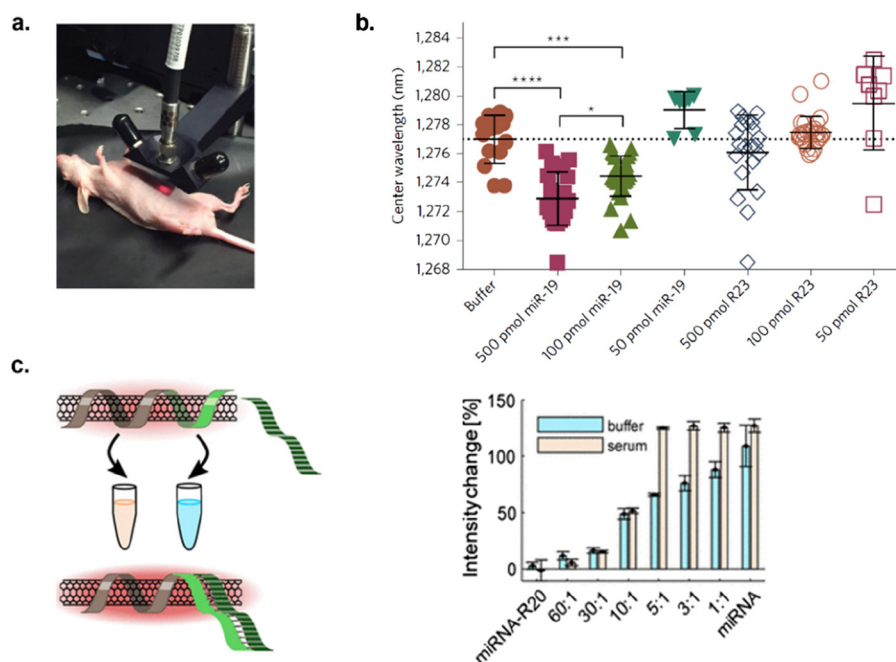 a.
b.
1,284
1,282
1,280
1,278
1,276
1,274
1,272
1,270
1,268
Center wavelength (nm)
***
****
*
Buffer
500 pmol miR-19
100 pmol miR-19
50 pmol miR-19
500 pmol R23
100 pmol R23
50 pmol R23
c.
150
100
50
0
Intensity change [%]
buffer
serum
miRNA-R20
60:1
30:1
10:1
5:1
3:1
1:1
miRNA